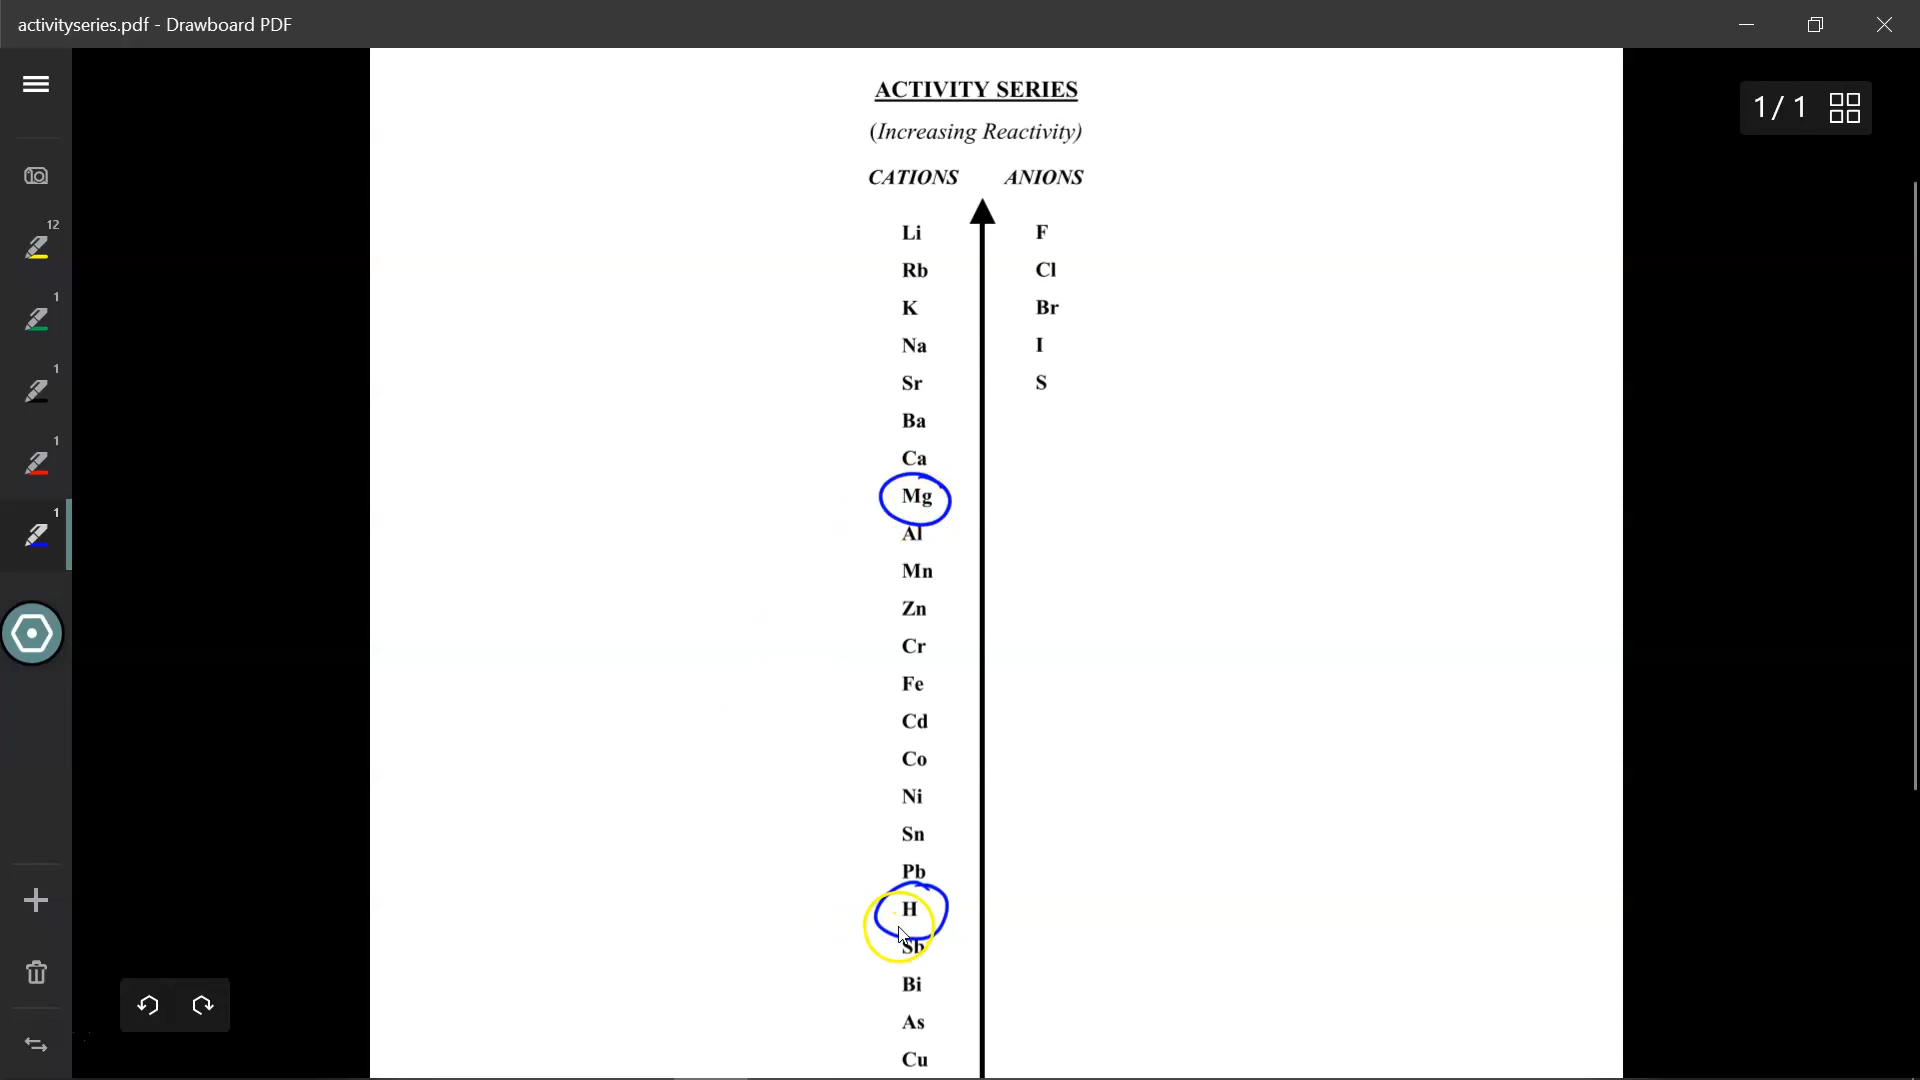 activityseries.pdf - Drawboard PDF
1 / 1
12
1
1
1
1
ACTIVITY SERIES
(Increasing Reactivity)
CATIONS ANIONS
Li F
Rb Cl
K Br
Na I
Sr S
Ba
Ca
Mg
Al
Mn
Zn
Cr
Fe
Cd
Co
Ni
Sn
Pb
H
Sb
Bi
As
Cu